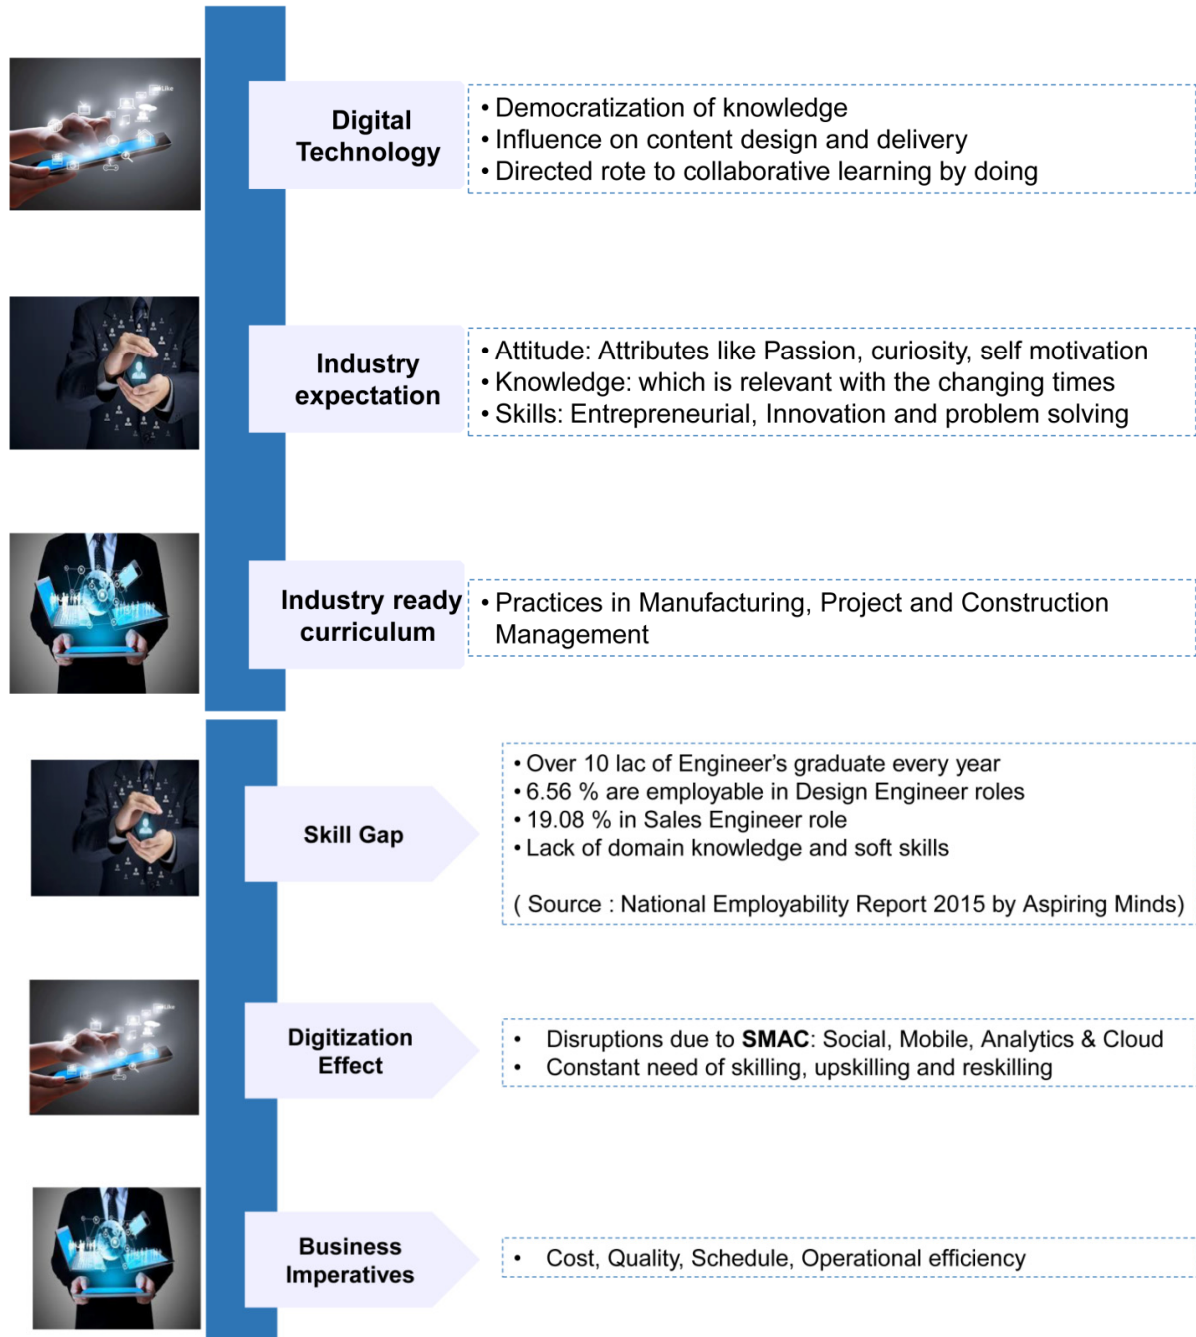 Digital
Technology
• Democratization of knowledge
• Influence on content design and delivery
• Directed rote to collaborative learning by doing
Like
Industry
expectation
• Attitude: Attributes like Passion, curiosity, self motivation
• Knowledge: which is relevant with the changing times
• Skills: Entrepreneurial, Innovation and problem solving
Industry ready
curriculum
• Practices in Manufacturing, Project and Construction
Management
Skill Gap
• Over 10 lac of Engineer’s graduate every year
• 6.56 % are employable in Design Engineer roles
• 19.08 % in Sales Engineer role
• Lack of domain knowledge and soft skills
( Source : National Employability Report 2015 by Aspiring Minds)
Like
Digitization
Effect
• Disruptions due to SMAC: Social, Mobile, Analytics & Cloud
• Constant need of skilling, upskilling and reskilling
Business
Imperatives
• Cost, Quality, Schedule, Operational efficiency